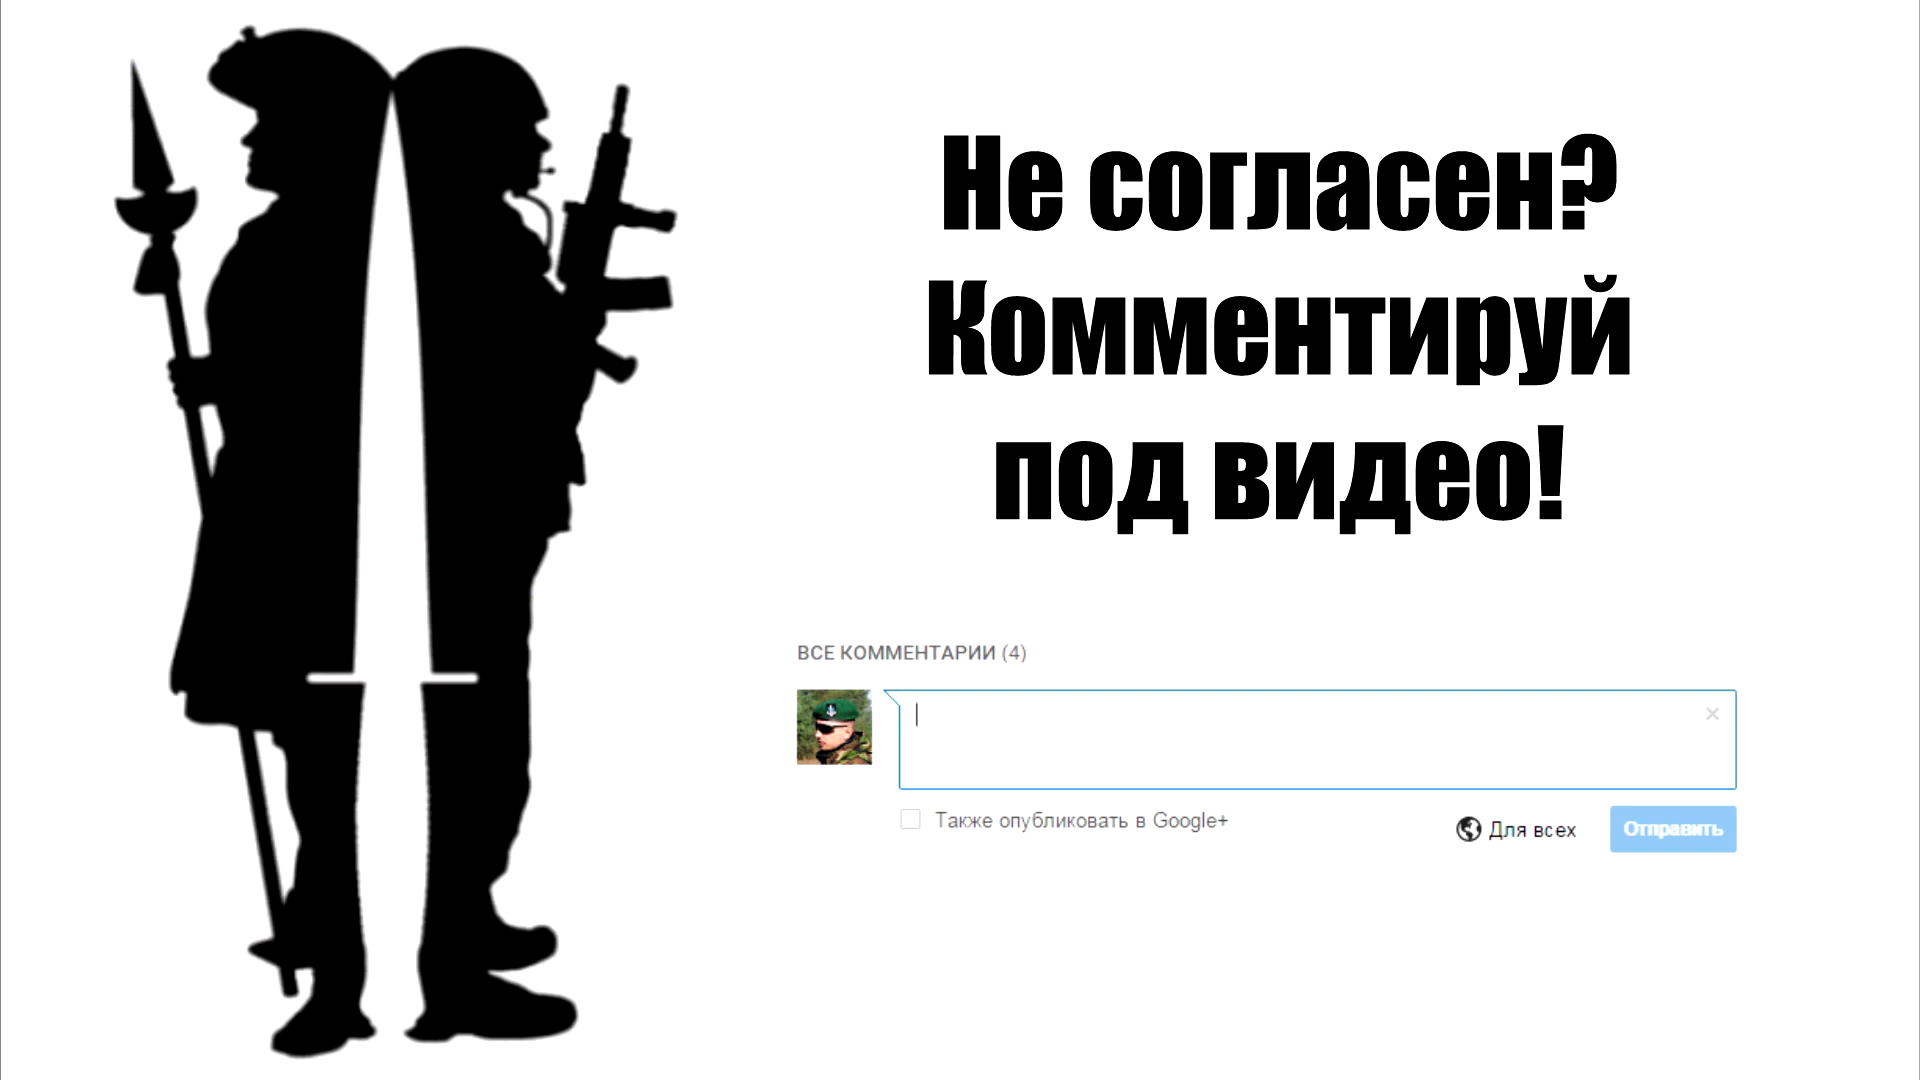 Не согласен?
Комментируй
под видео!
ВСЕ КОММЕНТАРИИ (4)
Также опубликовать в Google+
Для всех
Отправить